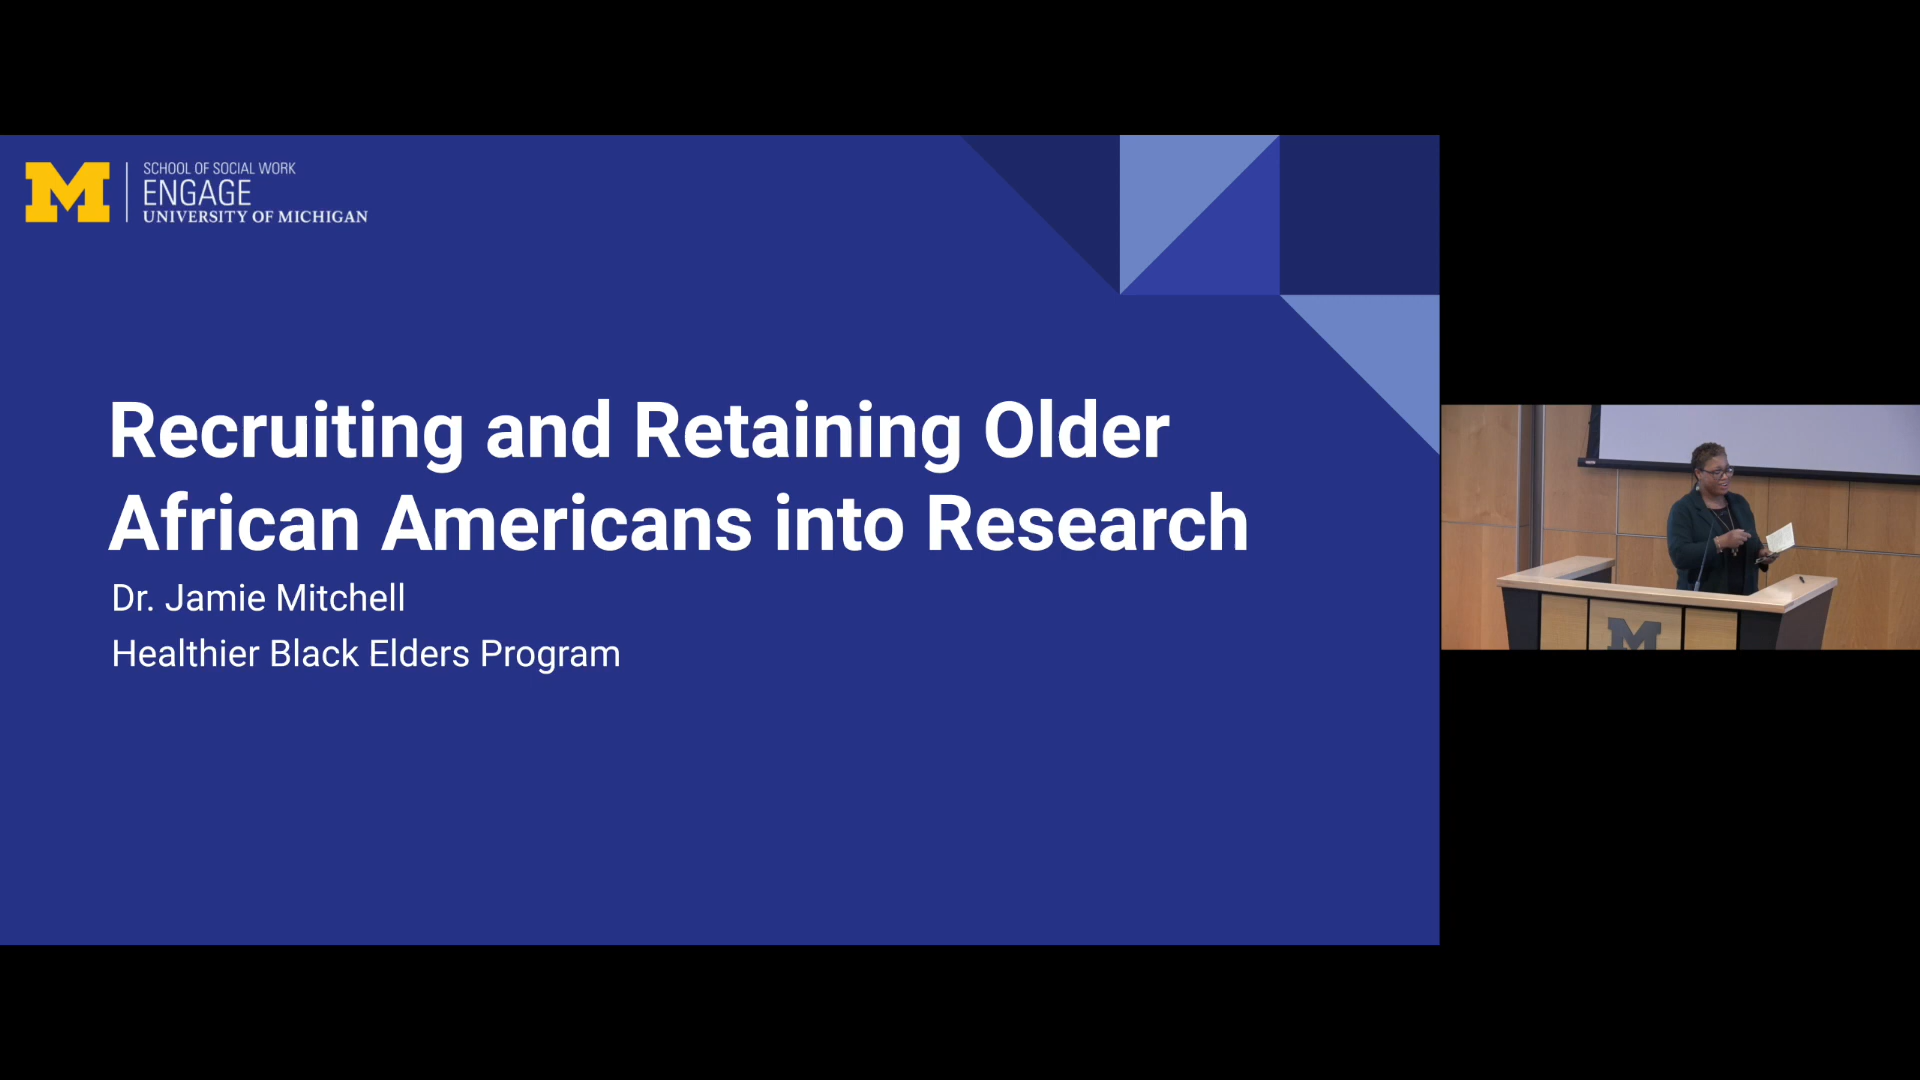 M
SCHOOL OF SOCIAL WORK
ENGAGE
UNIVERSITY OF MICHIGAN
Recruiting and Retaining Older
African Americans into Research
Dr. Jamie Mitchell
Healthier Black Elders Program
M